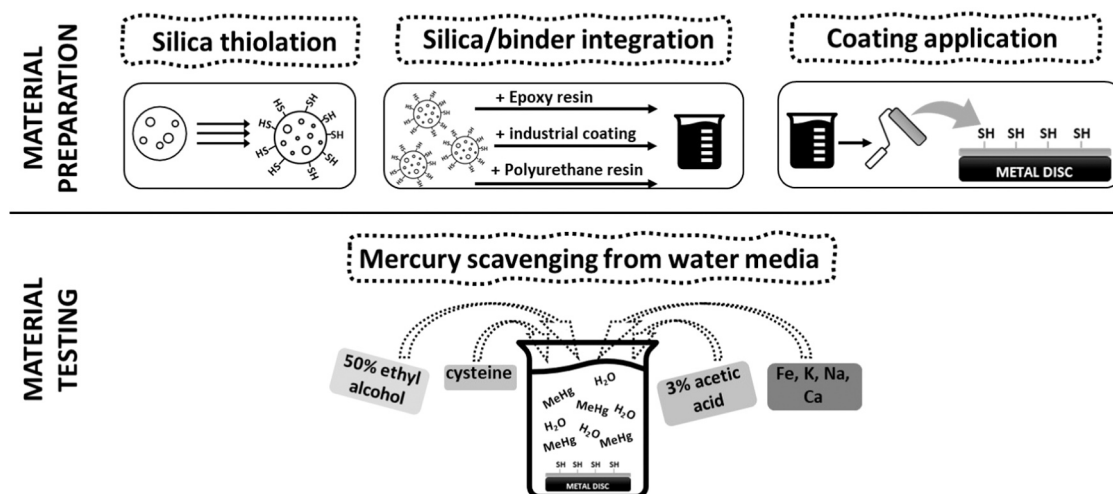 MATERIAL
PREPARATION
Silica thiolation
Silica/binder integration
Coating application
HS
SH
HS
SH
HS
SH
HS
SH
HS
SH
+ Epoxy resin
+ industrial coating
+ Polyurethane resin
SH SH SH SH
METAL DISC
MATERIAL
TESTING
Mercury scavenging from water media
50% ethyl
alcohol
cysteine
3% acetic
acid
Fe, K, Na,
Ca
H₂O
MeHg
MeHg H₂O
H₂O
H₂O
MeHg MeHg
SH SH SH SH
METAL DISC